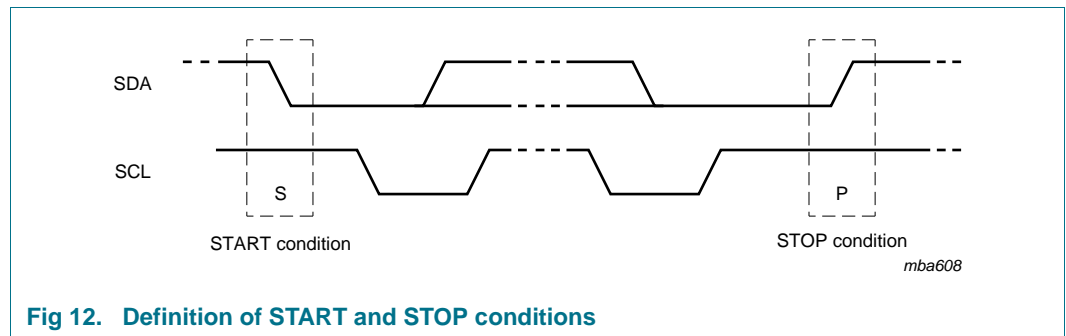 SDA
SCL
S
P
START condition
STOP condition
mba608
Fig 12. Definition of START and STOP conditions